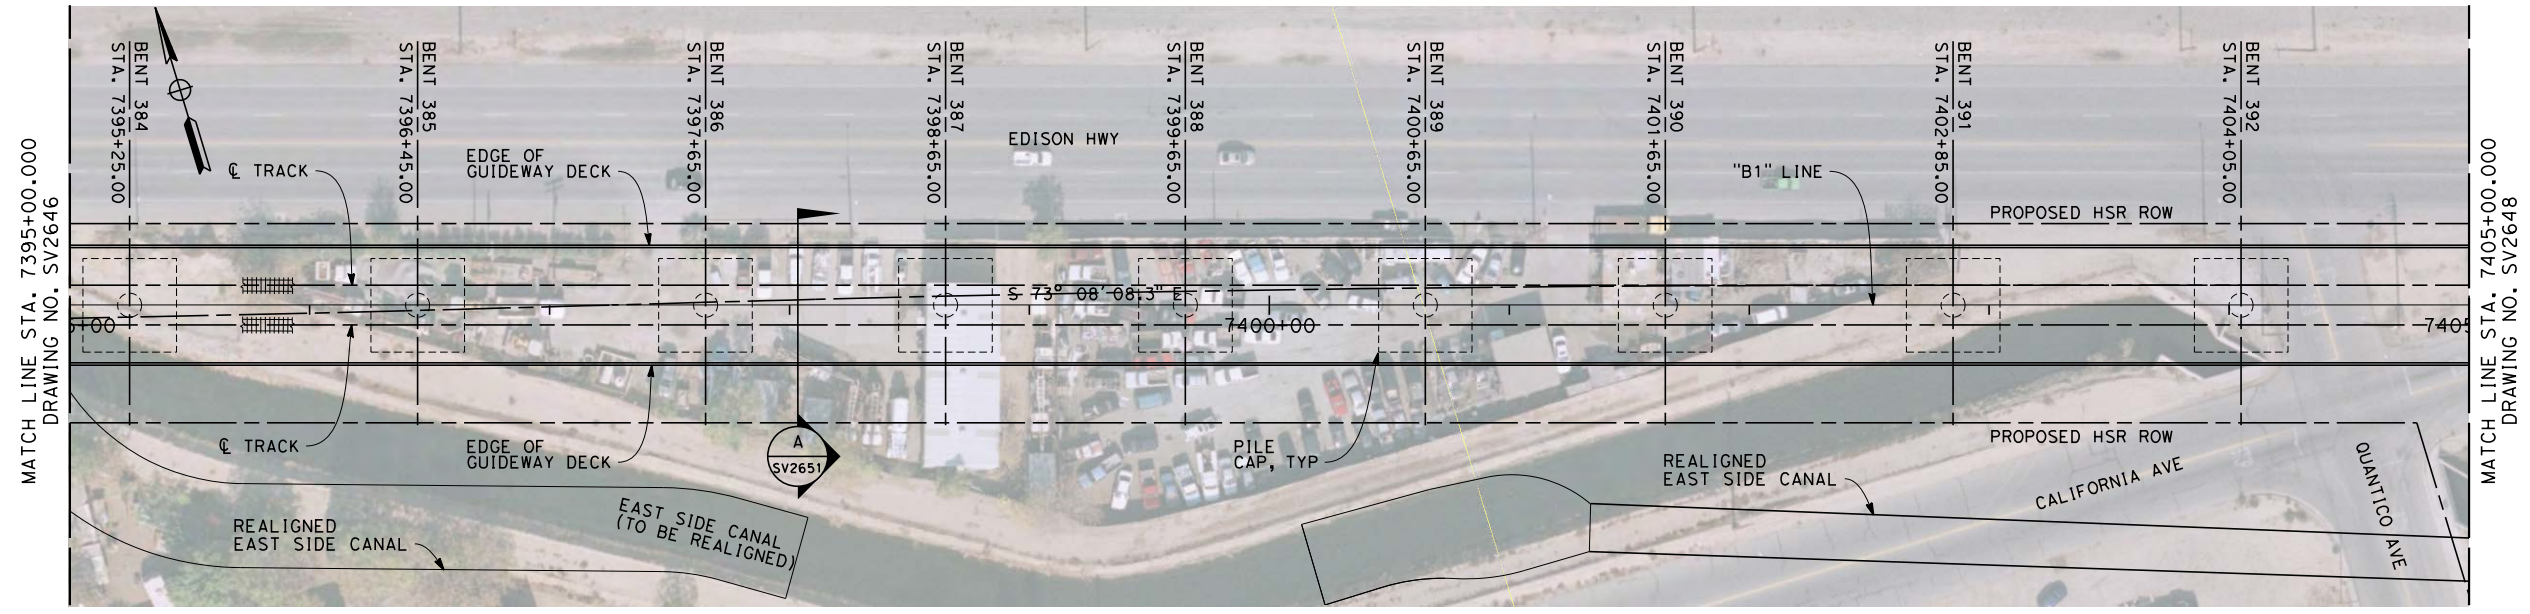 MATCH LINE STA. 7395+00.000
DRAWING NO. SV2646
BENT 384
STA. 7395+25.00
BENT 385
STA. 7396+45.00
BENT 386
STA. 7397+65.00
BENT 387
STA. 7398+65.00
BENT 388
STA. 7399+65.00
BENT 389
STA. 7400+65.00
BENT 390
STA. 7401+65.00
BENT 391
STA. 7402+85.00
BENT 392
STA. 7404+05.00
EDISON HWY
℄ TRACK
EDGE OF
GUIDEWAY DECK
"B1" LINE
PROPOSED HSR ROW
S 73° 08' 08.3" E
5+00
7400+00
7405
℄ TRACK
EDGE OF
GUIDEWAY DECK
A
SV2651
PILE
CAP, TYP
PROPOSED HSR ROW
REALIGNED
EAST SIDE CANAL
CALIFORNIA AVE
QUANTICO AVE
EAST SIDE CANAL
(TO BE REALIGNED)
REALIGNED
EAST SIDE CANAL
MATCH LINE STA. 7405+00.000
DRAWING NO. SV2648